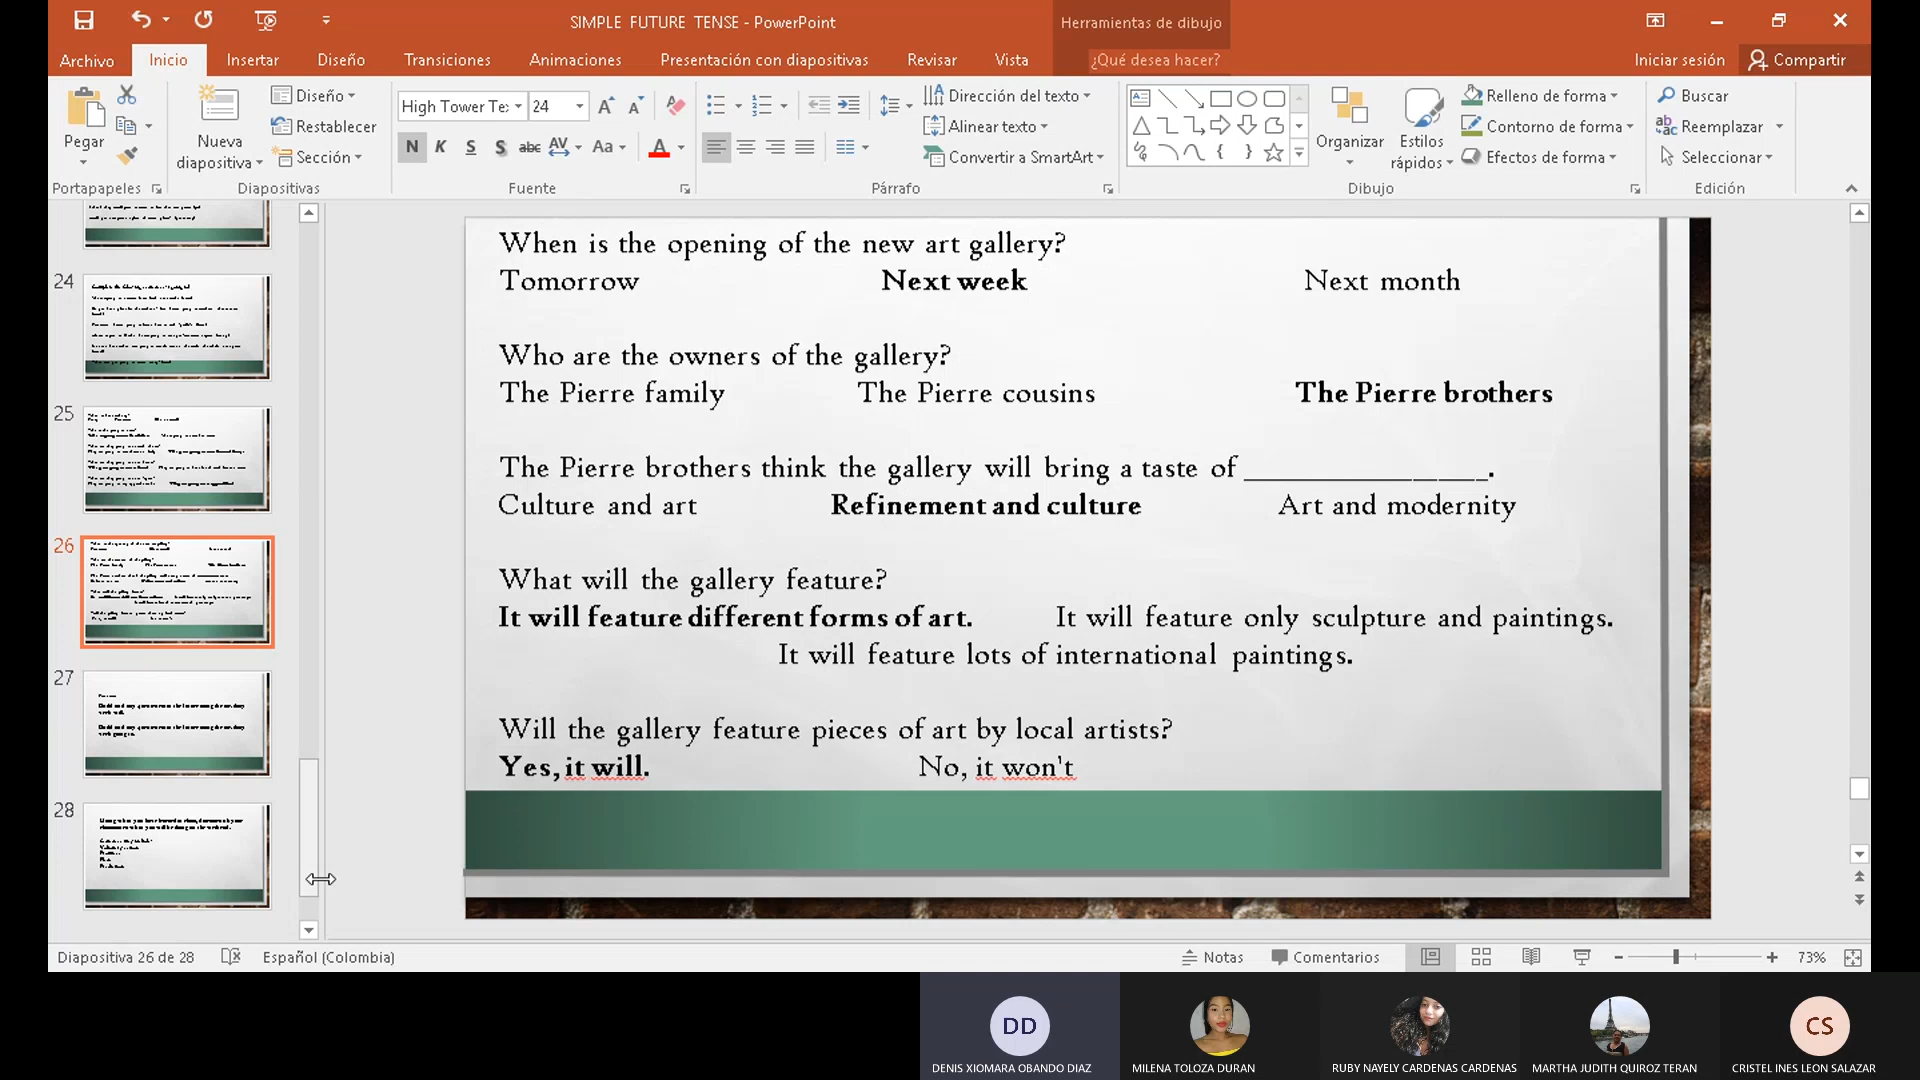 SIMPLE FUTURE TENSE - PowerPoint
Herramientas de dibujo
Archivo Inicio Insertar Diseño Transiciones Animaciones Presentación con diapositivas Revisar Vista ¿Qué desea hacer? Iniciar sesión Compartir
Pegar
Portapapeles
Nueva diapositiva
Diseño
Restablecer
Sección
Diapositivas
High Tower Te: 24
N K S S abc AV Aa A
Fuente
Dirección del texto
Alinear texto
Convertir a SmartArt
Párrafo
Organizar
Estilos rápidos
Relleno de forma
Contorno de forma
Efectos de forma
Dibujo
Buscar
Reemplazar
Seleccionar
Edición
24
25
26
27
28
When is the opening of the new art gallery?
Tomorrow Next week Next month
Who are the owners of the gallery?
The Pierre family The Pierre cousins The Pierre brothers
The Pierre brothers think the gallery will bring a taste of _________________.
Culture and art Refinement and culture Art and modernity
What will the gallery feature?
It will feature different forms of art. It will feature only sculpture and paintings.
It will feature lots of international paintings.
Will the gallery feature pieces of art by local artists?
Yes, it will. No, it won't
Diapositiva 26 de 28 Español (Colombia) Notas Comentarios 73%
DD CS
DENIS XIOMARA OBANDO DIAZ MILENA TOLOZA DURAN RUBY NAYELY CARDENAS CARDENAS MARTHA JUDITH QUIROZ TERAN CRISTEL INES LEON SALAZAR